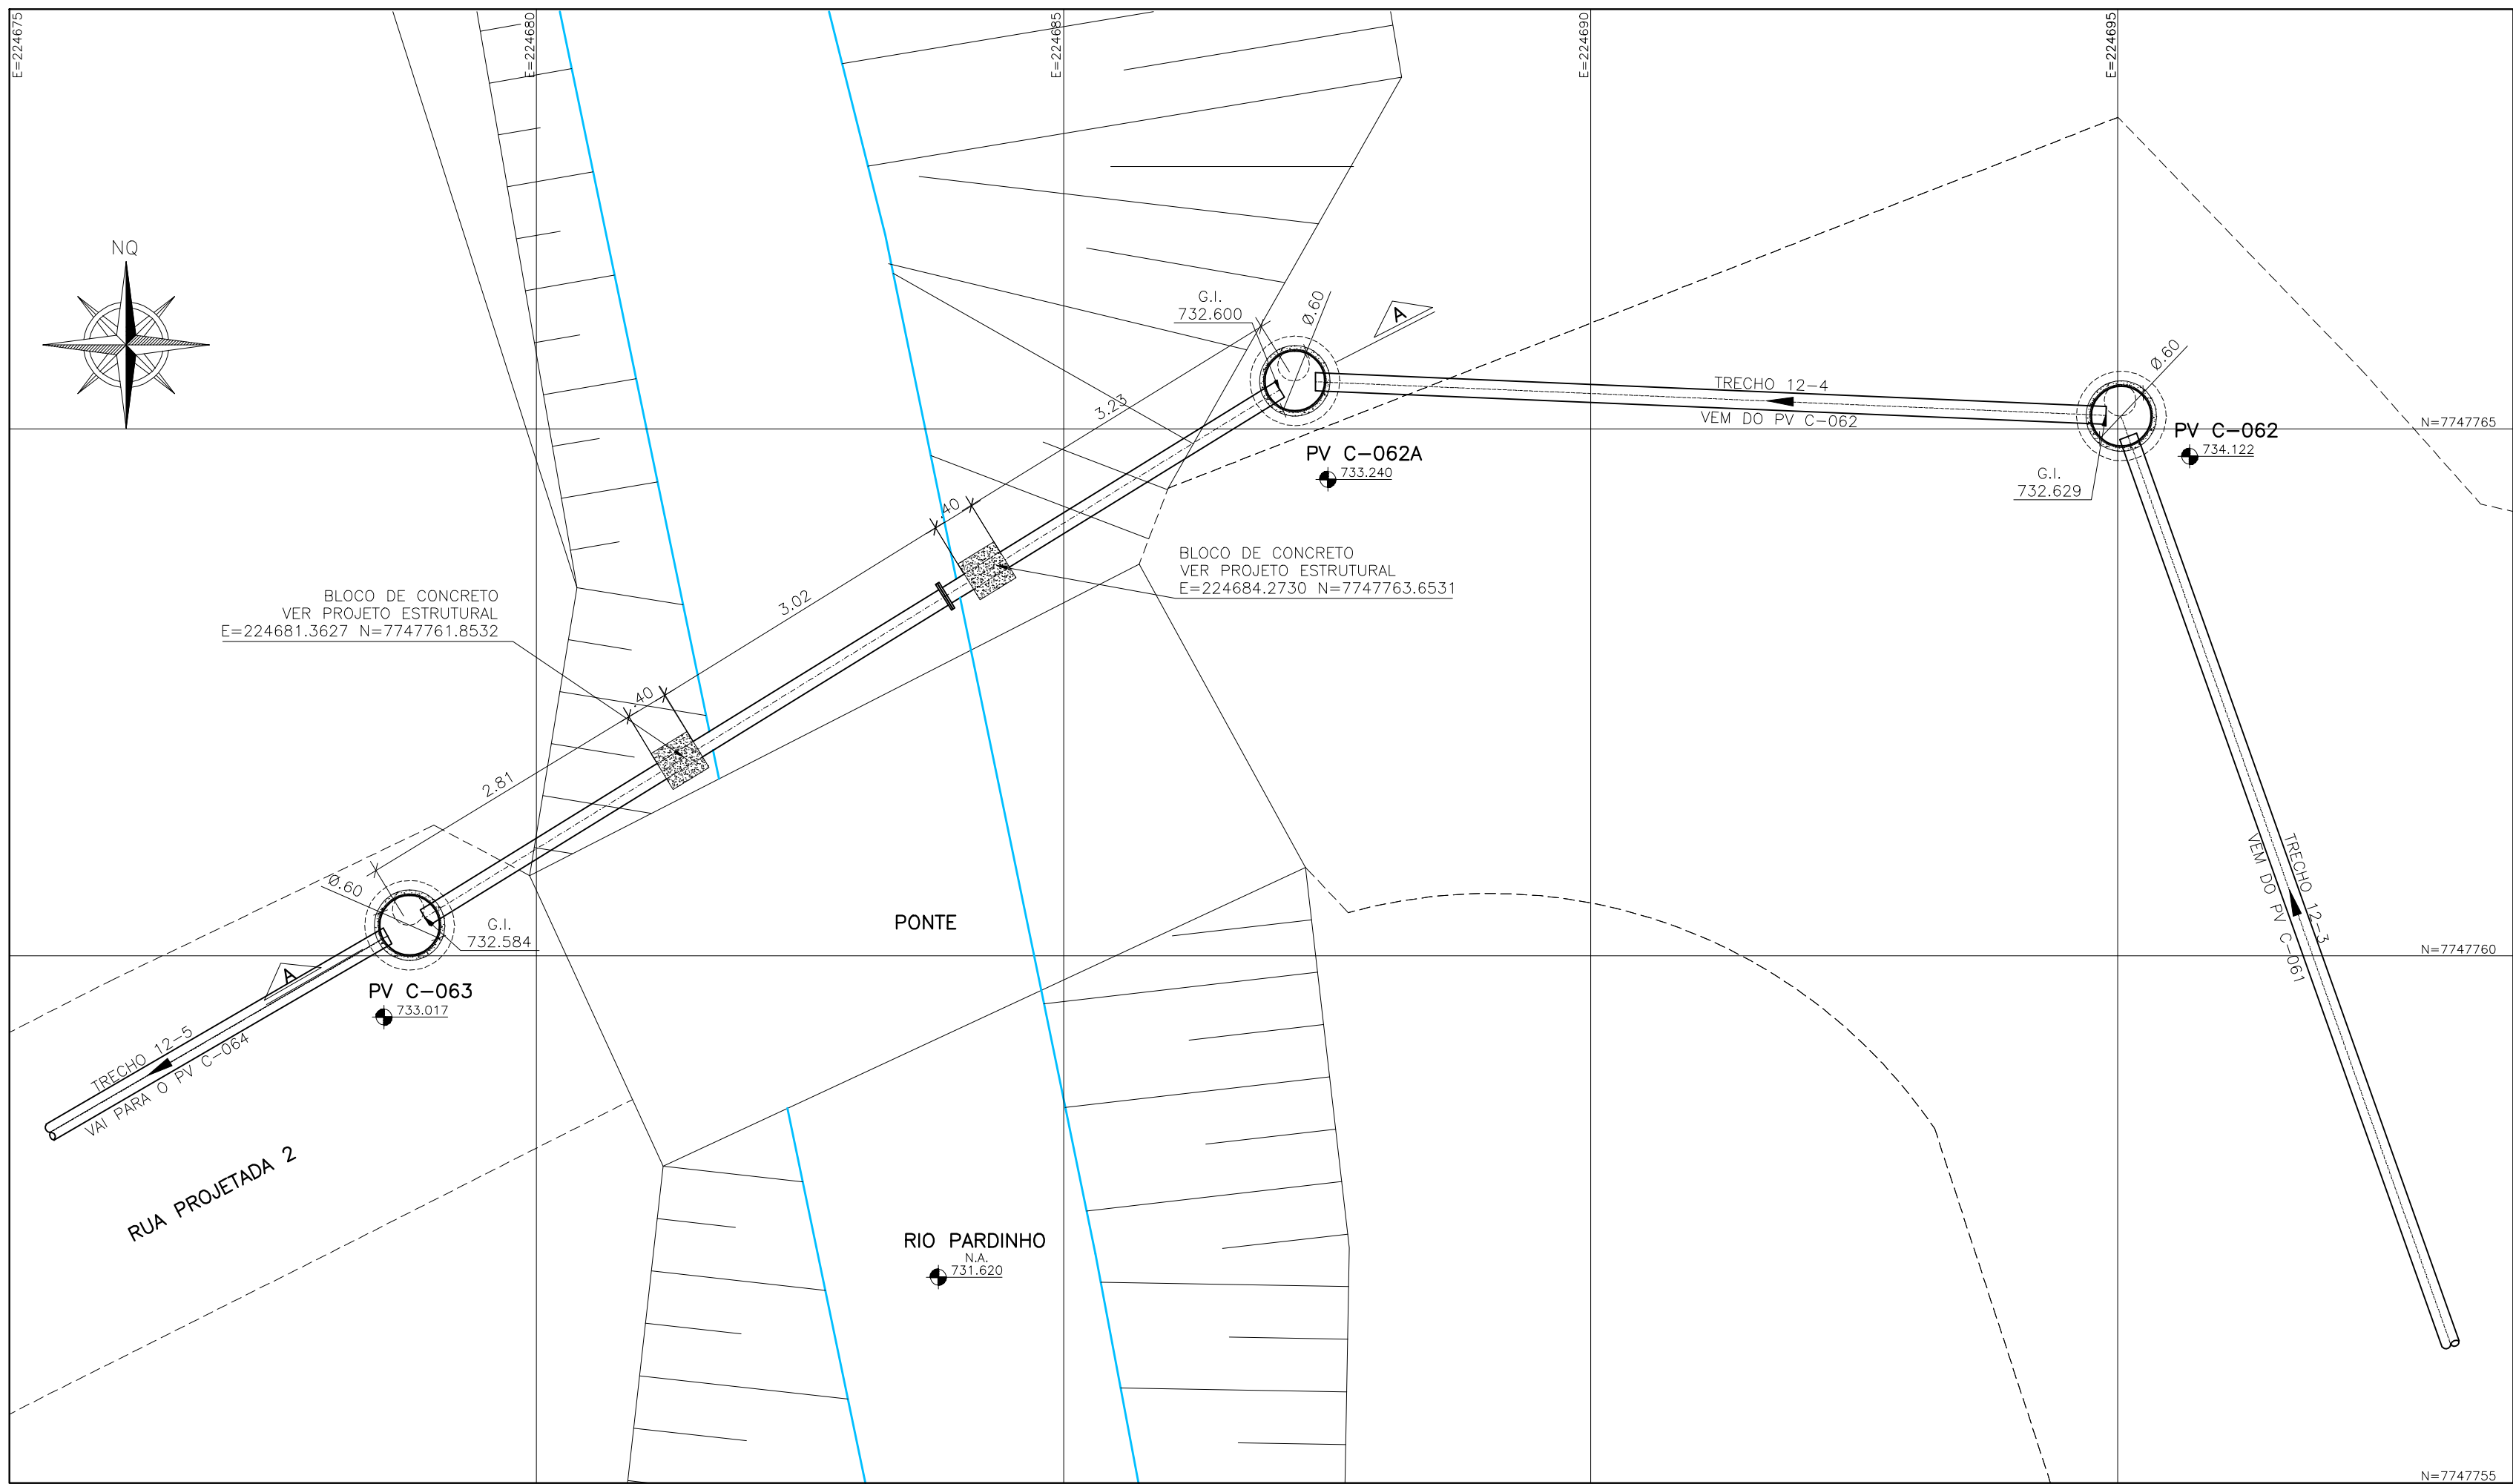 E=224675
E=224680
E=224685
E=224690
E=224695
NQ
G.I.
732.600
Ø.60
A
3.23
TRECHO 12-4
VEM DO PV C-062
Ø.60
N=7747765
PV C-062
734.122
PV C-062A
733.240
G.I.
732.629
.40
BLOCO DE CONCRETO
VER PROJETO ESTRUTURAL
E=224684.2730 N=7747763.6531
BLOCO DE CONCRETO
VER PROJETO ESTRUTURAL
E=224681.3627 N=7747761.8532
3.02
.40
2.81
Ø.60
G.I.
732.584
PONTE
TRECHO 12-3
VEM DO PV C-061
N=7747760
A
PV C-063
733.017
TRECHO 12-5
VAI PARA O PV C-064
RUA PROJETADA 2
RIO PARDINHO
N.A.
731.620
N=7747755